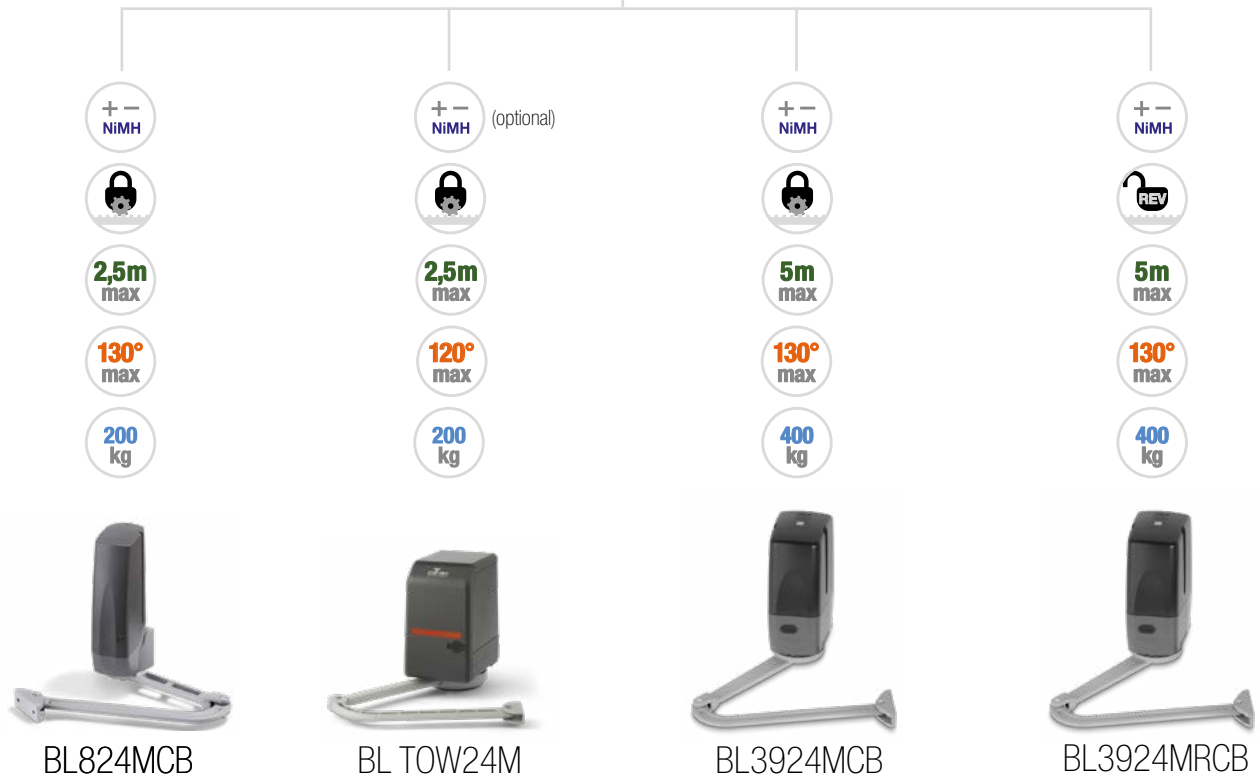 + −
NiMH
+ −
NiMH
(optional)
+ −
NiMH
+ −
NiMH
REV
2,5m
max
2,5m
max
5m
max
5m
max
130°
max
120°
max
130°
max
130°
max
200
kg
200
kg
400
kg
400
kg
BL824MCB
BL TOW24M
BL3924MCB
BL3924MRCB